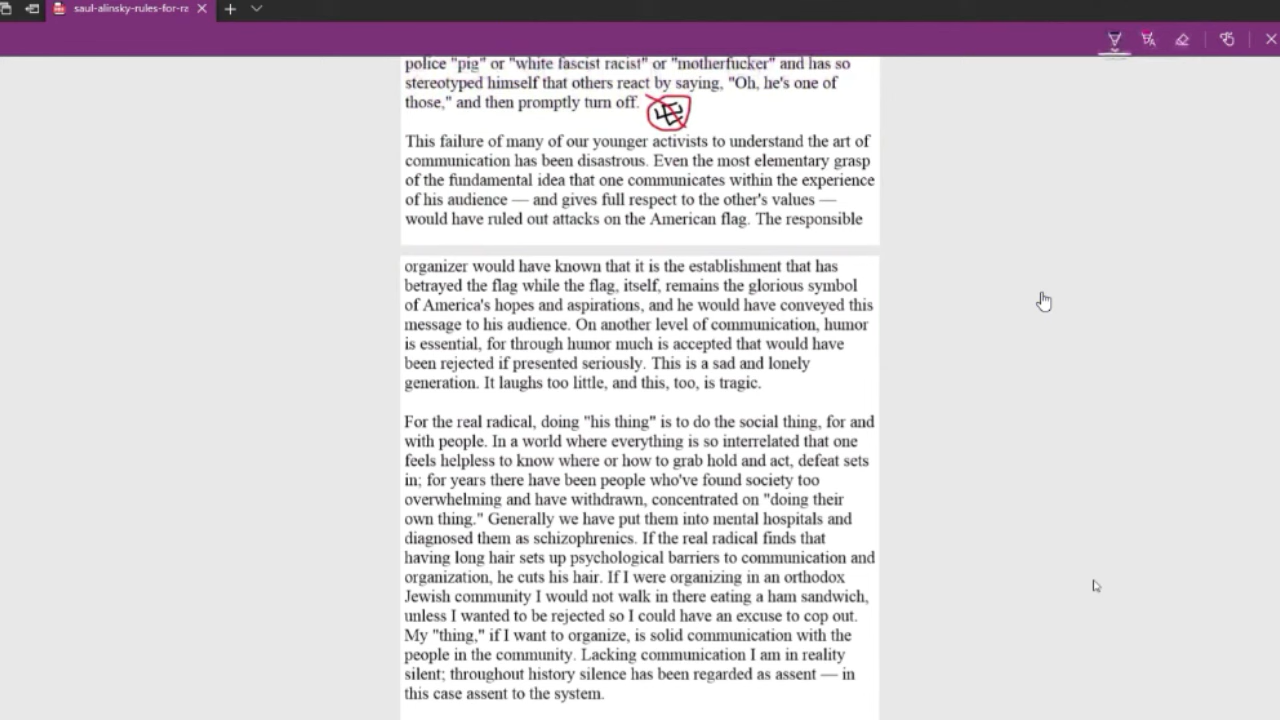 saul-alinsky-rules-for-ra
police "pig" or "white fascist racist" or "motherfucker" and has so
stereotyped himself that others react by saying, "Oh, he's one of
those," and then promptly turn off.
This failure of many of our younger activists to understand the art of
communication has been disastrous. Even the most elementary grasp
of the fundamental idea that one communicates within the experience
of his audience — and gives full respect to the other's values —
would have ruled out attacks on the American flag. The responsible
organizer would have known that it is the establishment that has
betrayed the flag while the flag, itself, remains the glorious symbol
of America's hopes and aspirations, and he would have conveyed this
message to his audience. On another level of communication, humor
is essential, for through humor much is accepted that would have
been rejected if presented seriously. This is a sad and lonely
generation. It laughs too little, and this, too, is tragic.
For the real radical, doing "his thing" is to do the social thing, for and
with people. In a world where everything is so interrelated that one
feels helpless to know where or how to grab hold and act, defeat sets
in; for years there have been people who've found society too
overwhelming and have withdrawn, concentrated on "doing their
own thing." Generally we have put them into mental hospitals and
diagnosed them as schizophrenics. If the real radical finds that
having long hair sets up psychological barriers to communication and
organization, he cuts his hair. If I were organizing in an orthodox
Jewish community I would not walk in there eating a ham sandwich,
unless I wanted to be rejected so I could have an excuse to cop out.
My "thing," if I want to organize, is solid communication with the
people in the community. Lacking communication I am in reality
silent; throughout history silence has been regarded as assent — in
this case assent to the system.